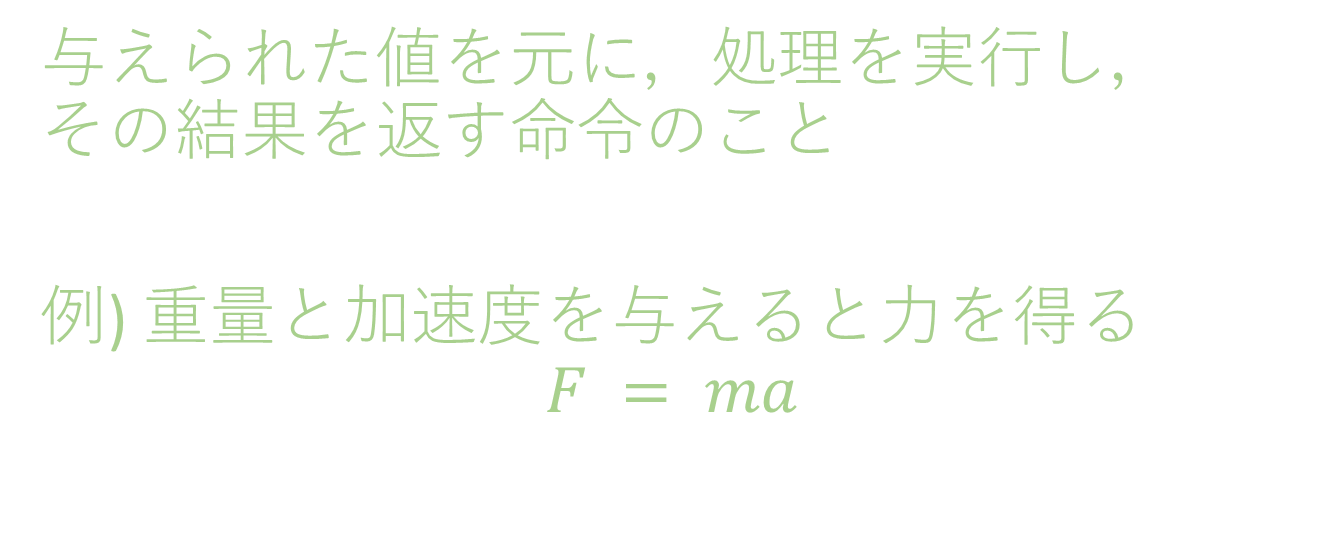 与えられた値を元に，処理を実行し，
その結果を返す命令のこと
例) 重量と加速度を与えると力を得る
F = ma